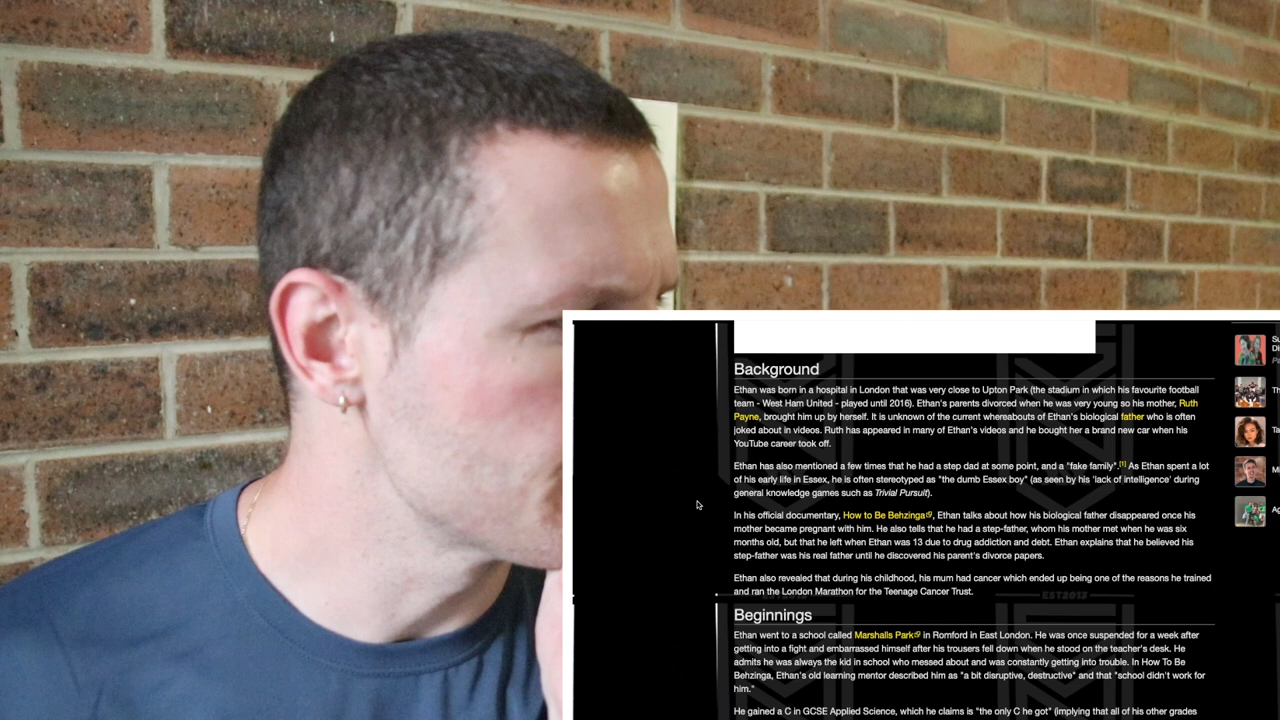 Background
Ethan was born in a hospital in London that was very close to Upton Park (the stadium in which his favourite football
team - West Ham United - played until 2016). Ethan's parents divorced when he was very young so his mother, Ruth
Payne, brought him up by herself. It is unknown of the current whereabouts of Ethan's biological father who is often
joked about in videos. Ruth has appeared in many of Ethan's videos and he bought her a brand new car when his
YouTube career took off.
Ethan has also mentioned a few times that he had a step dad at some point, and a "fake family".[1] As Ethan spent a lot
of his early life in Essex, he is often stereotyped as "the dumb Essex boy" (as seen by his 'lack of intelligence' during
general knowledge games such as Trivial Pursuit).
In his official documentary, How to Be Behzinga, Ethan talks about how his biological father disappeared once his
mother became pregnant with him. He also tells that he had a step-father, whom his mother met when he was six
months old, but that he left when Ethan was 13 due to drug addiction and debt. Ethan explains that he believed his
step-father was his real father until he discovered his parent's divorce papers.
Ethan also revealed that during his childhood, his mum had cancer which ended up being one of the reasons he trained
and ran the London Marathon for the Teenage Cancer Trust.
EST2013
Beginnings
Ethan went to a school called Marshalls Park in Romford in East London. He was once suspended for a week after
getting into a fight and embarrassed himself after his trousers fell down when he stood on the teacher's desk. He
admits he was always the kid in school who messed about and was constantly getting into trouble. In How To Be
Behzinga, Ethan's old learning mentor described him as "a bit disruptive, destructive" and that "school didn't work for
him."
He gained a C in GCSE Applied Science, which he claims is "the only C he got" (implying that all of his other grades
Su
Di
Th
Ta
Mi
Ag